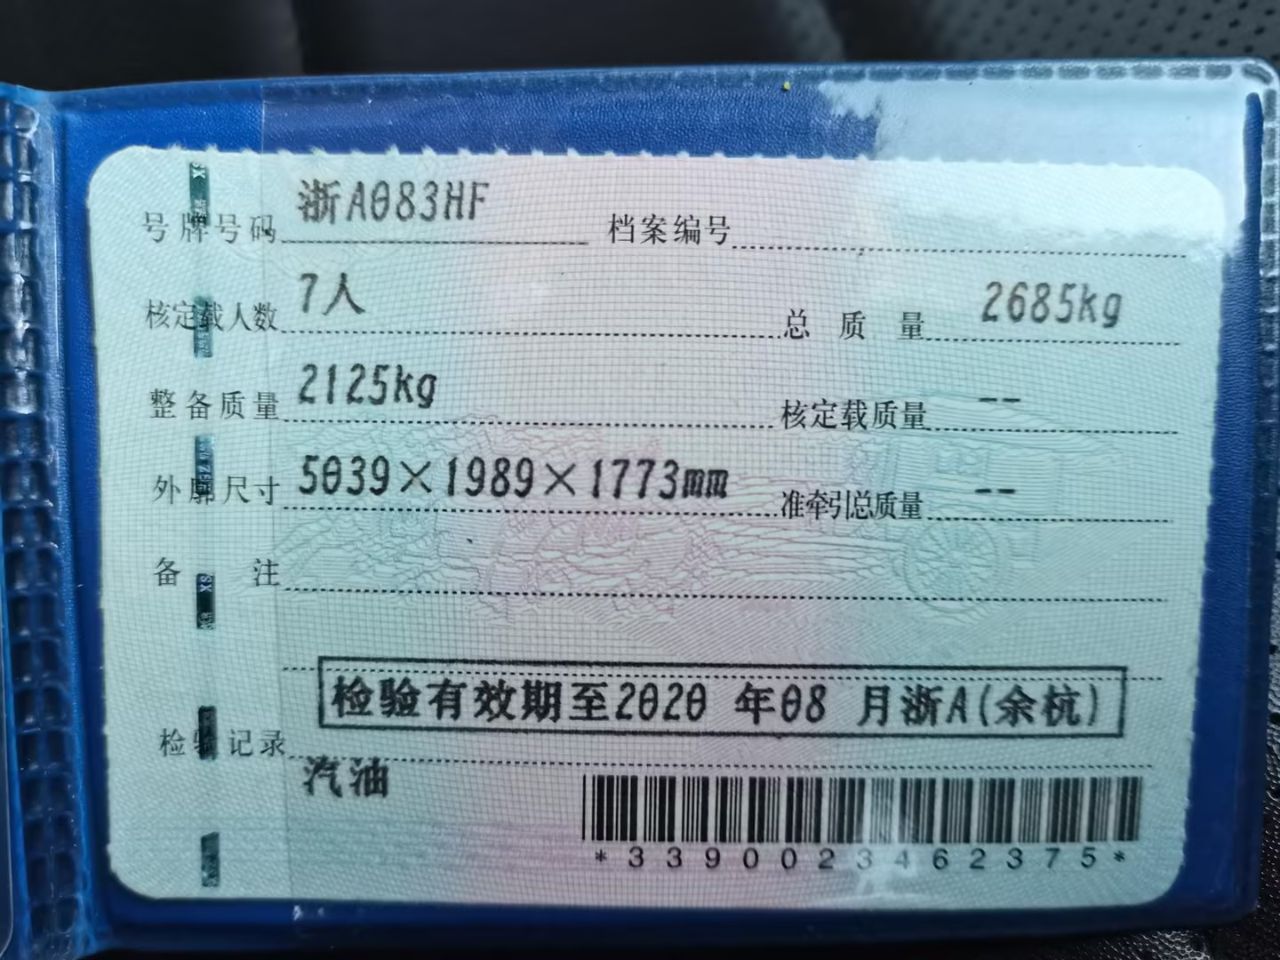 号牌号码 浙A083HF 档案编号
核定载人数 7人 总质量 2685kg
整备质量 2125kg 核定载质量 --
外廓尺寸 5039×1989×1773mm 准牵引总质量 --
备注
检验有效期至2020 年08 月浙A(余杭)
检验记录
汽油
*3390023462375*